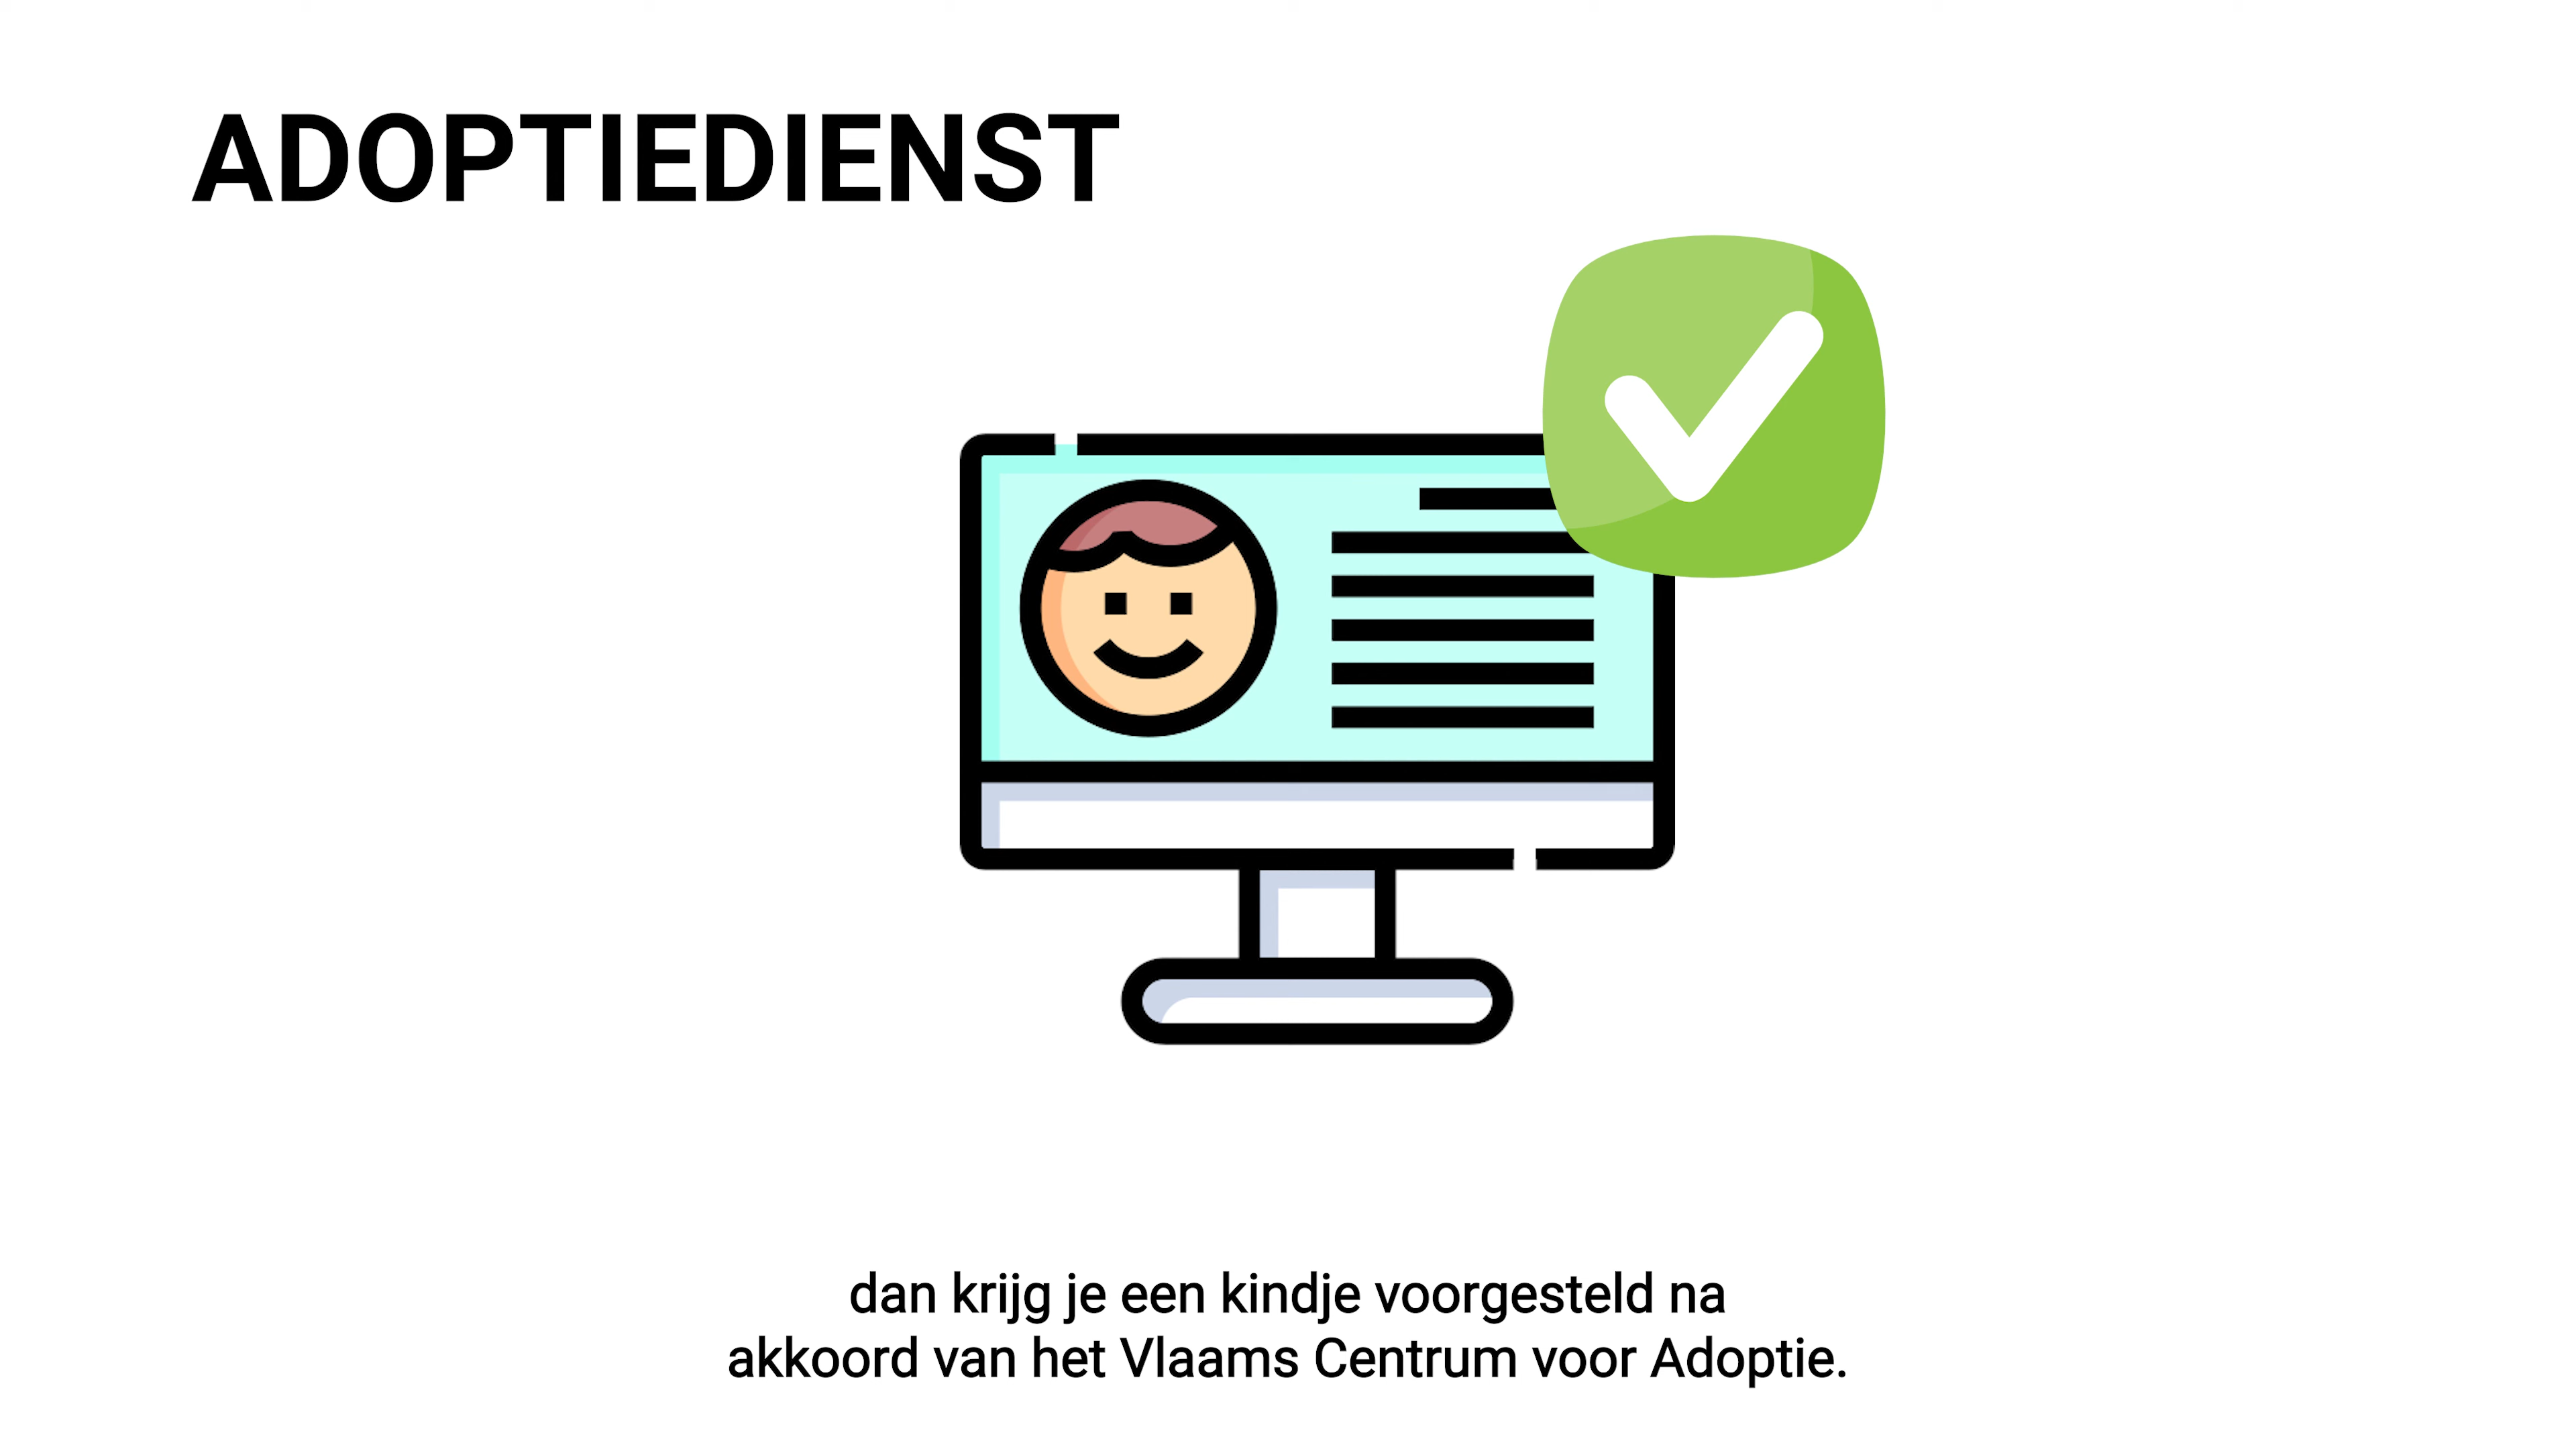 ADOPTIEDIENST
dan krijg je een kindje voorgesteld na
akkoord van het Vlaams Centrum voor Adoptie.